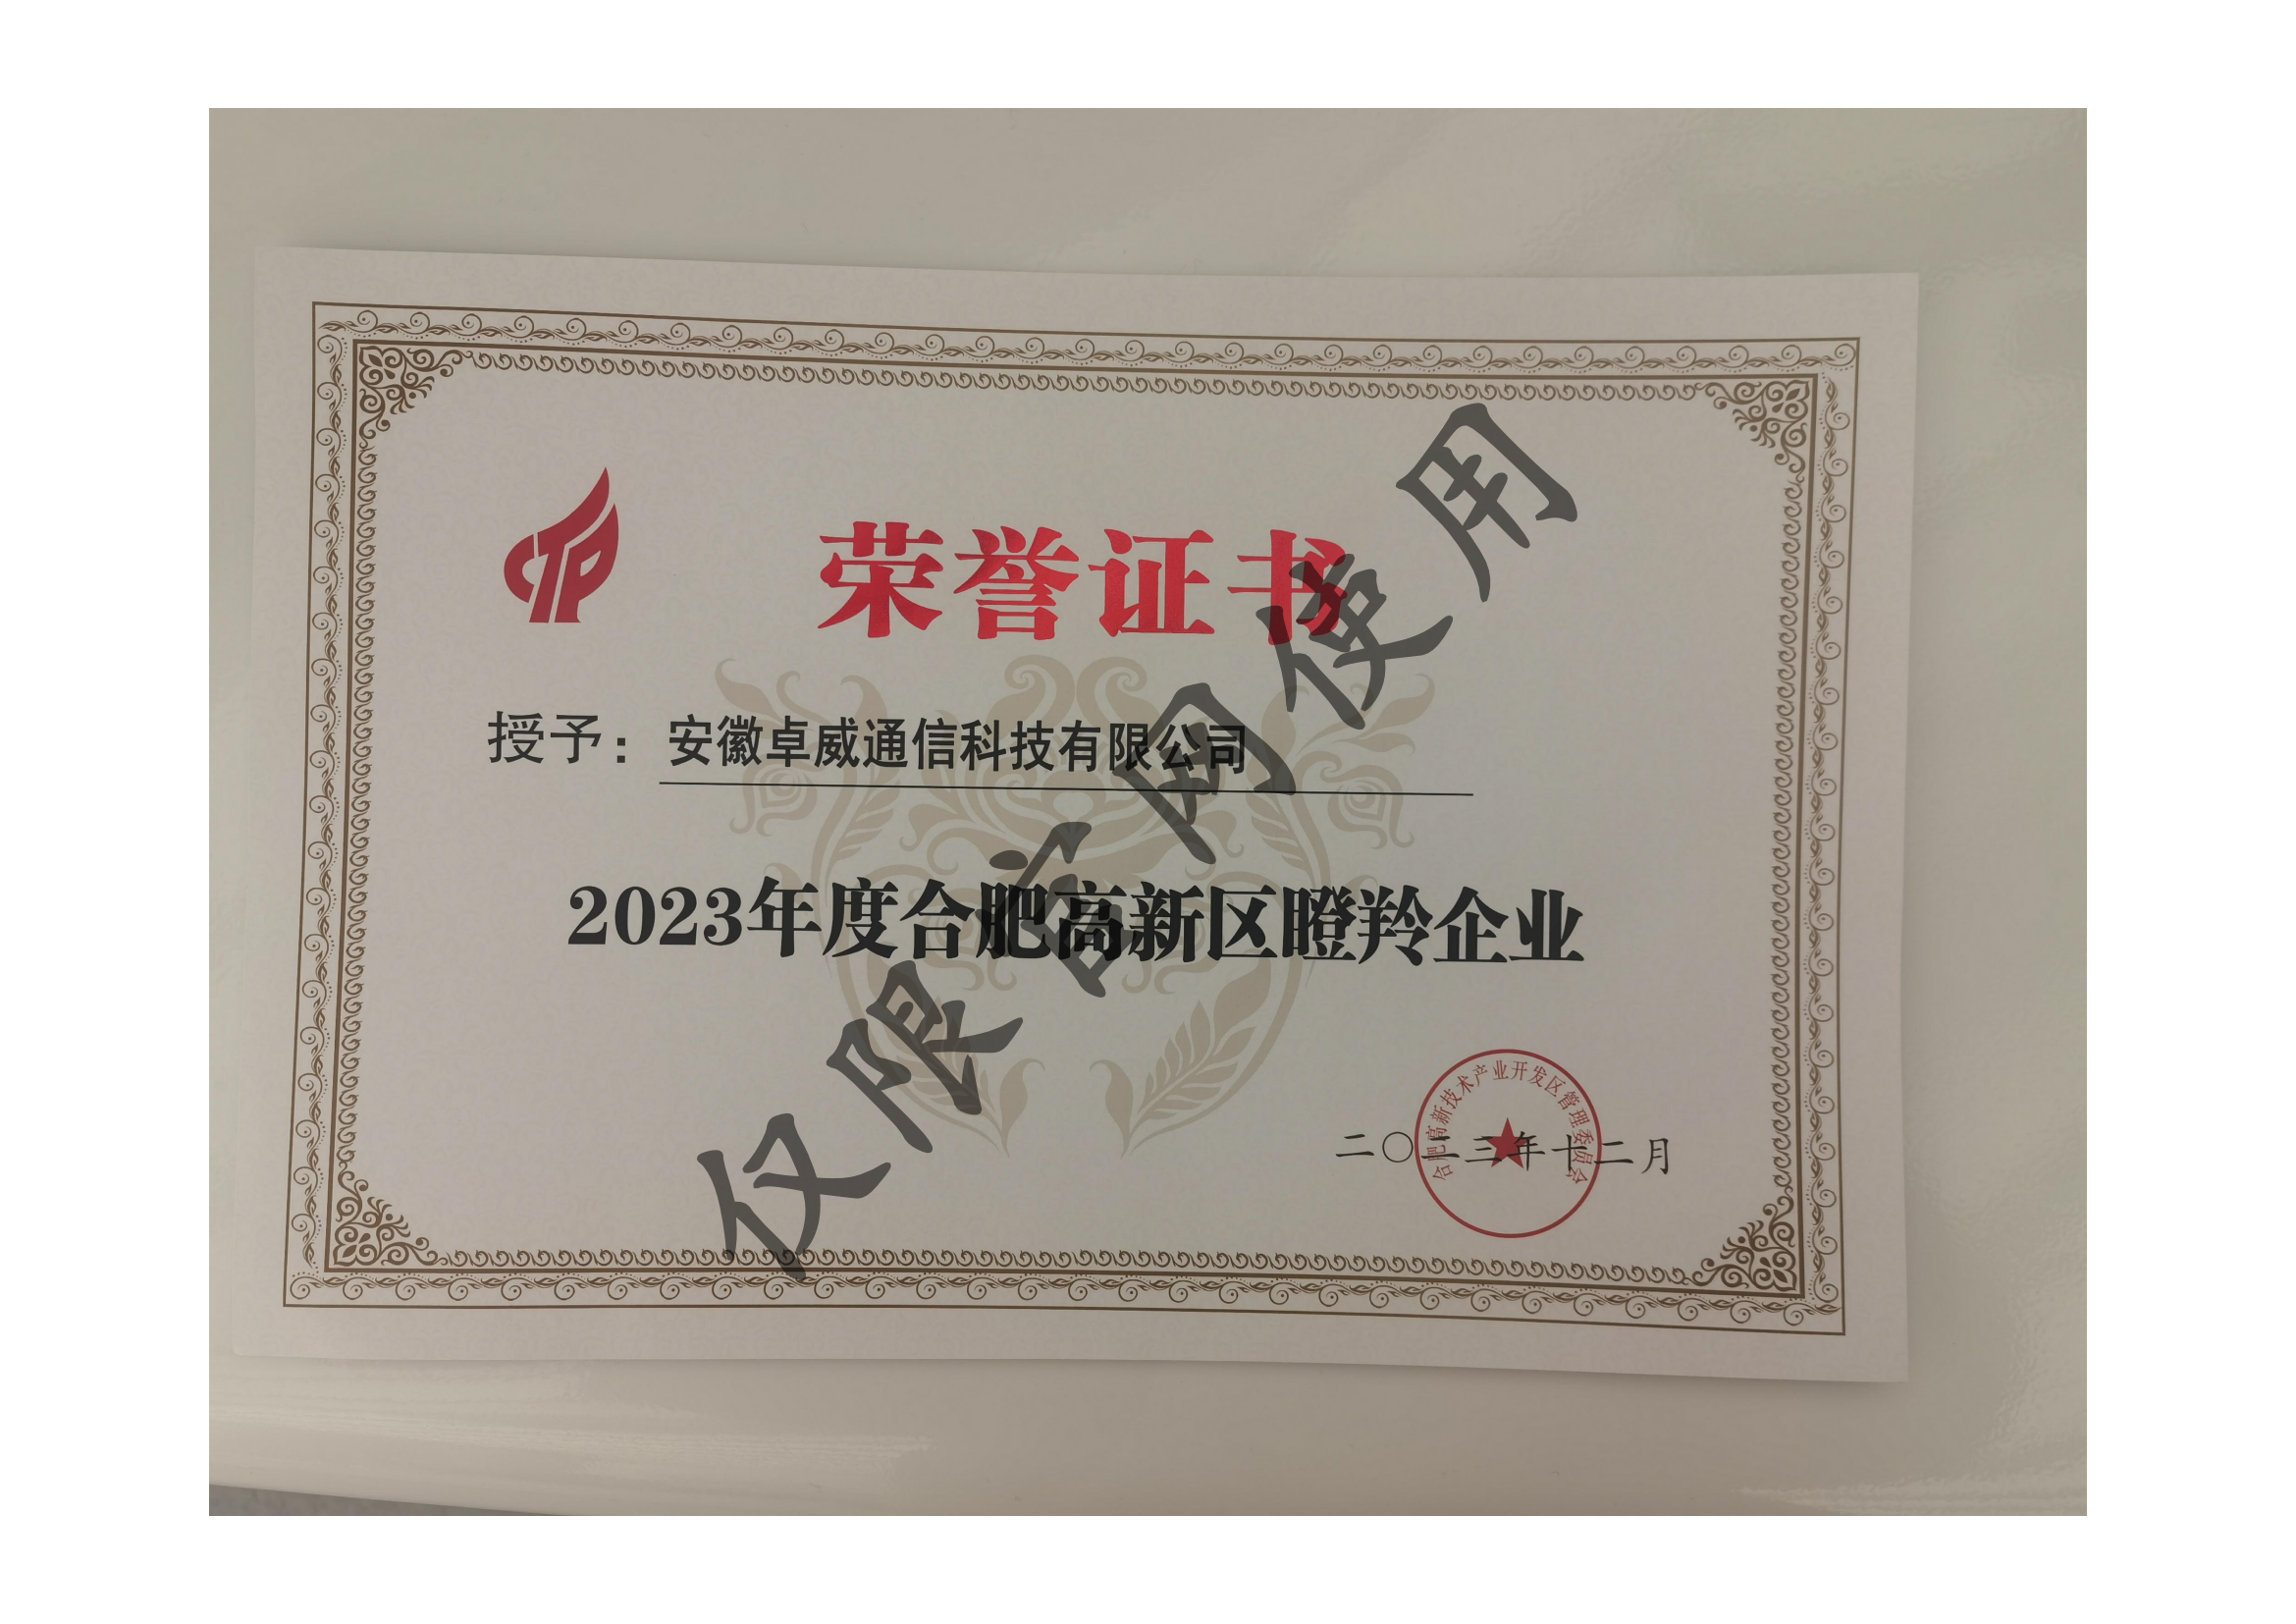 荣誉证书
授予：安徽卓威通信科技有限公司
2023年度合肥高新区瞪羚企业
二〇二三年十二月
合肥高新技术产业开发区管理委员会
仅限官网使用